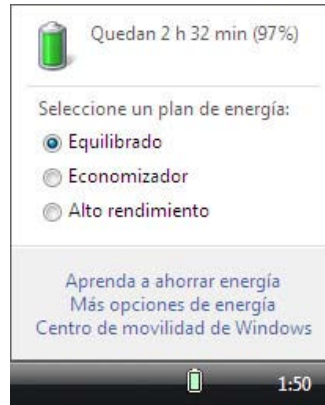 Quedan 2 h 32 min (97%)
Seleccione un plan de energía:
Equilibrado
Economizador
Alto rendimiento
Aprenda a ahorrar energía
Más opciones de energía
Centro de movilidad de Windows
1:50